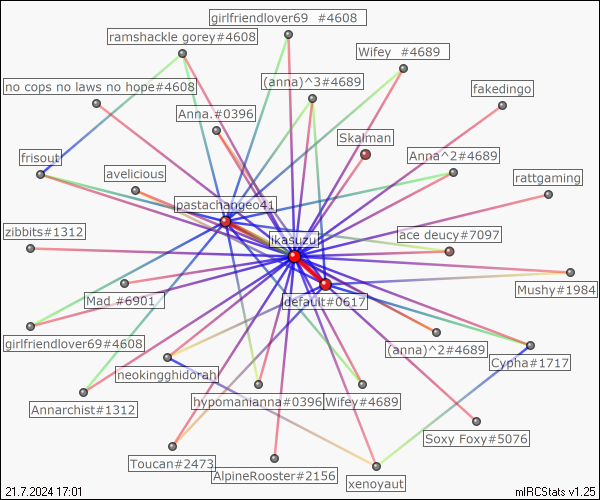 girlfriendlover69 #4608
ramshackle gorey#4608
Wifey #4689
(anna)^3#4689
no cops no laws no hope#4608
fakedingo
Anna.#0396
Skalman
frisout
Anna^2#4689
avelicious
rattgaming
pastachangeo41
zibbits#1312
ikasuzu
ace deucy#7097
Mad #6901
default#0617
Mushy#1984
girlfriendlover69#4608
(anna)^2#4689
Cypha#1717
neokingghidorah
Annarchist#1312
hypomanianna#0396
Wifey#4689
Soxy Foxy#5076
Toucan#2473
AlpineRooster#2156
xenoyaut
21.7.2024 17:01
mIRCStats v1.25